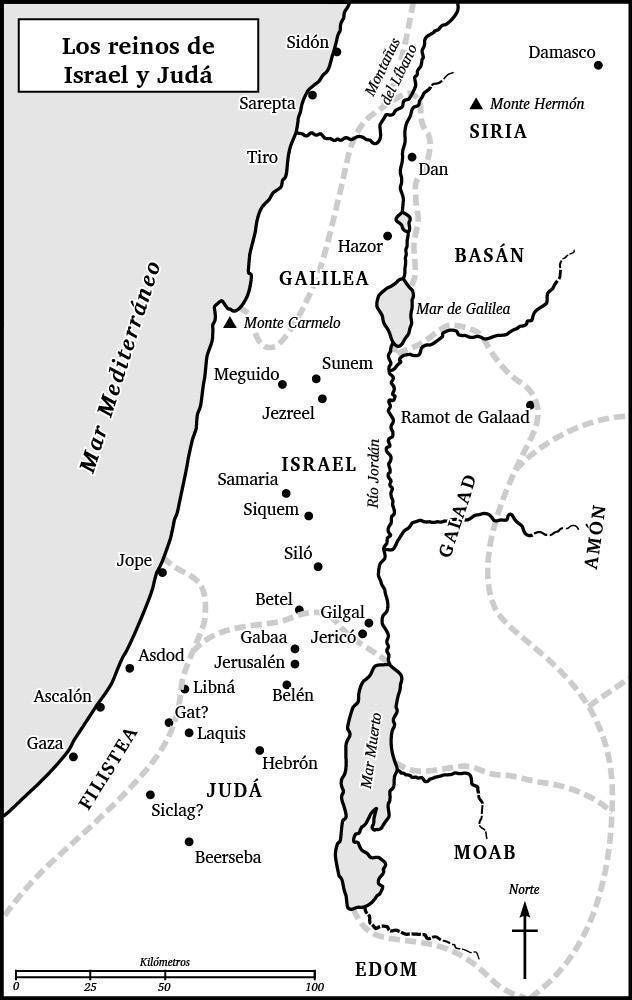 Los reinos de
Israel y Judá
Sidón
Montañas
del Líbano
Damasco
Sarepta
Monte Hermón
SIRIA
Tiro
Dan
Hazor
BASÁN
GALILEA
Mar de Galilea
Mar Mediterráneo
Monte Carmelo
Sunem
Meguido
Jezreel
Ramot de Galaad
ISRAEL
Río Jordán
Samaria
Siquem
GALAAD
AMÓN
Siló
Jope
Betel
Gilgal
Gabaa
Jericó
Jerusalén
Asdod
Libná
Belén
Ascalón
Gat?
Laquis
Gaza
Hebrón
FILISTEA
Mar Muerto
JUDÁ
Siclag?
Beerseba
MOAB
Norte
EDOM
Kilómetros
0 25 50 100